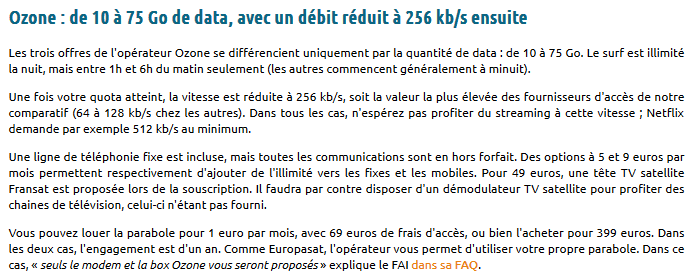 Ozone : de 10 à 75 Go de data, avec un débit réduit à 256 kb/s ensuite
Les trois offres de l'opérateur Ozone se différencient uniquement par la quantité de data : de 10 à 75 Go. Le surf est illimité
la nuit, mais entre 1h et 6h du matin seulement (les autres commencent généralement à minuit).
Une fois votre quota atteint, la vitesse est réduite à 256 kb/s, soit la valeur la plus élevée des fournisseurs d'accès de notre
comparatif (64 à 128 kb/s chez les autres). Dans tous les cas, n'espérez pas profiter du streaming à cette vitesse ; Netflix
demande par exemple 512 kb/s au minimum.
Une ligne de téléphonie fixe est incluse, mais toutes les communications sont en hors forfait. Des options à 5 et 9 euros par
mois permettent respectivement d'ajouter de l'illimité vers les fixes et les mobiles. Pour 49 euros, une tête TV satellite
Fransat est proposée lors de la souscription. Il faudra par contre disposer d'un démodulateur TV satellite pour profiter des
chaines de télévision, celui-ci n'étant pas fourni.
Vous pouvez louer la parabole pour 1 euro par mois, avec 69 euros de frais d'accès, ou bien l'acheter pour 399 euros. Dans
les deux cas, l'engagement est d'un an. Comme Europasat, l'opérateur vous permet d'utiliser votre propre parabole. Dans ce
cas, « seuls le modem et la box Ozone vous seront proposés » explique le FAI dans sa FAQ.